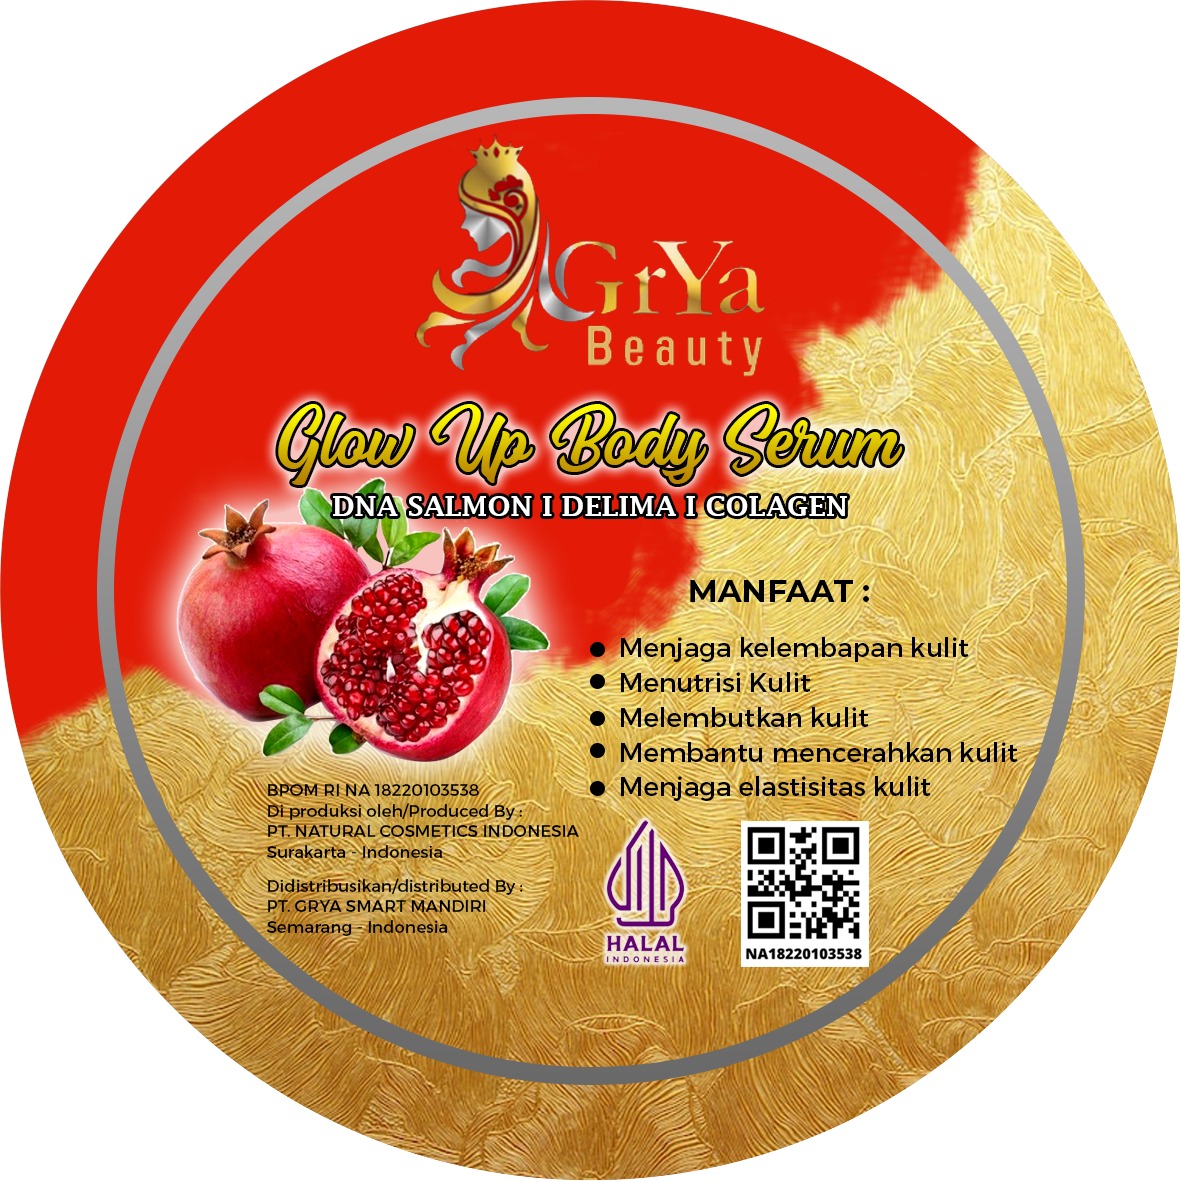 GrYa
Beauty
Glow Up Body Serum
DNA SALMON I DELIMA I COLAGEN
MANFAAT :
Menjaga kelembapan kulit
Menutrisi Kulit
Melembutkan kulit
Membantu mencerahkan kulit
Menjaga elastisitas kulit
BPOM RI NA 18220103538
Di produksi oleh/Produced By :
PT. NATURAL COSMETICS INDONESIA
Surakarta - Indonesia
Didistribusikan/distributed By :
PT. GRYA SMART MANDIRI
Semarang - Indonesia
HALAL
INDONESIA
NA18220103538